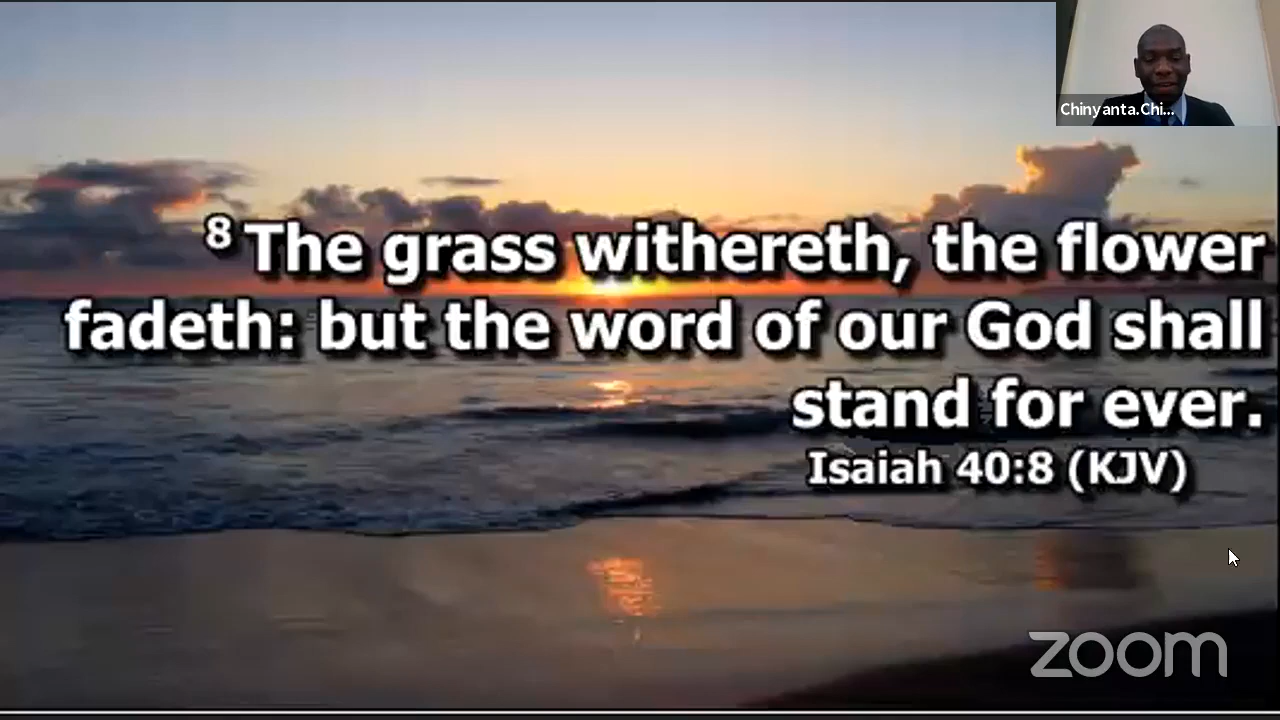 Chinyanta.Chi...
8 The grass withereth, the flower
fadeth: but the word of our God shall
stand for ever.
Isaiah 40:8 (KJV)
zoom